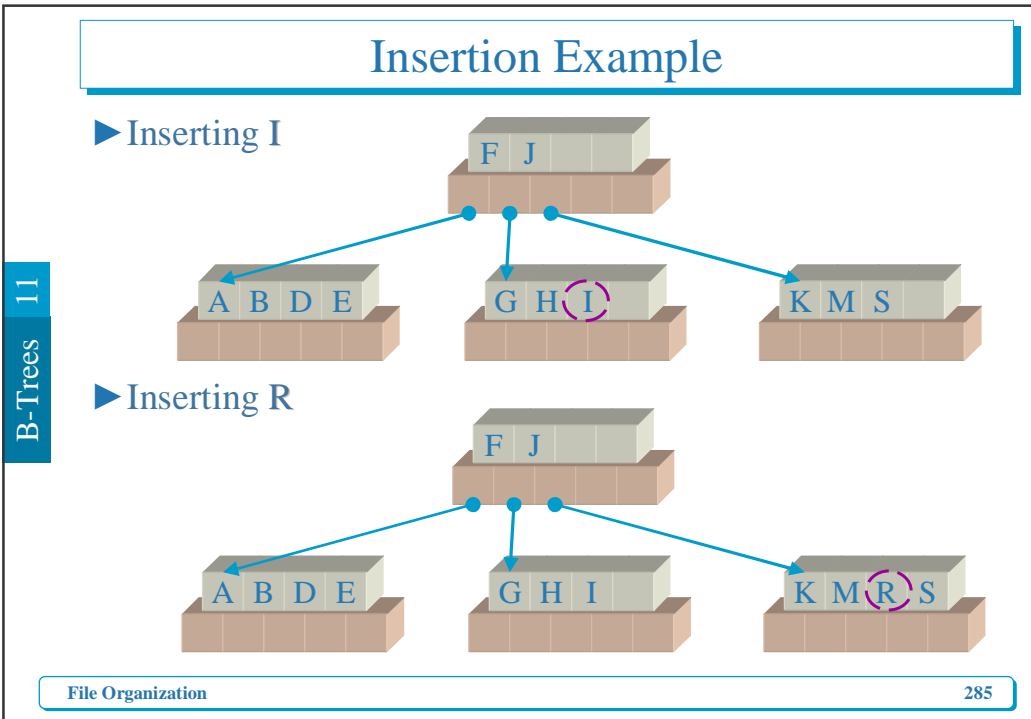 Insertion Example
►Inserting I
F J
A B D E
G H I
K M S
►Inserting R
F J
A B D E
G H I
K M R S
B-Trees 11
File Organization 285